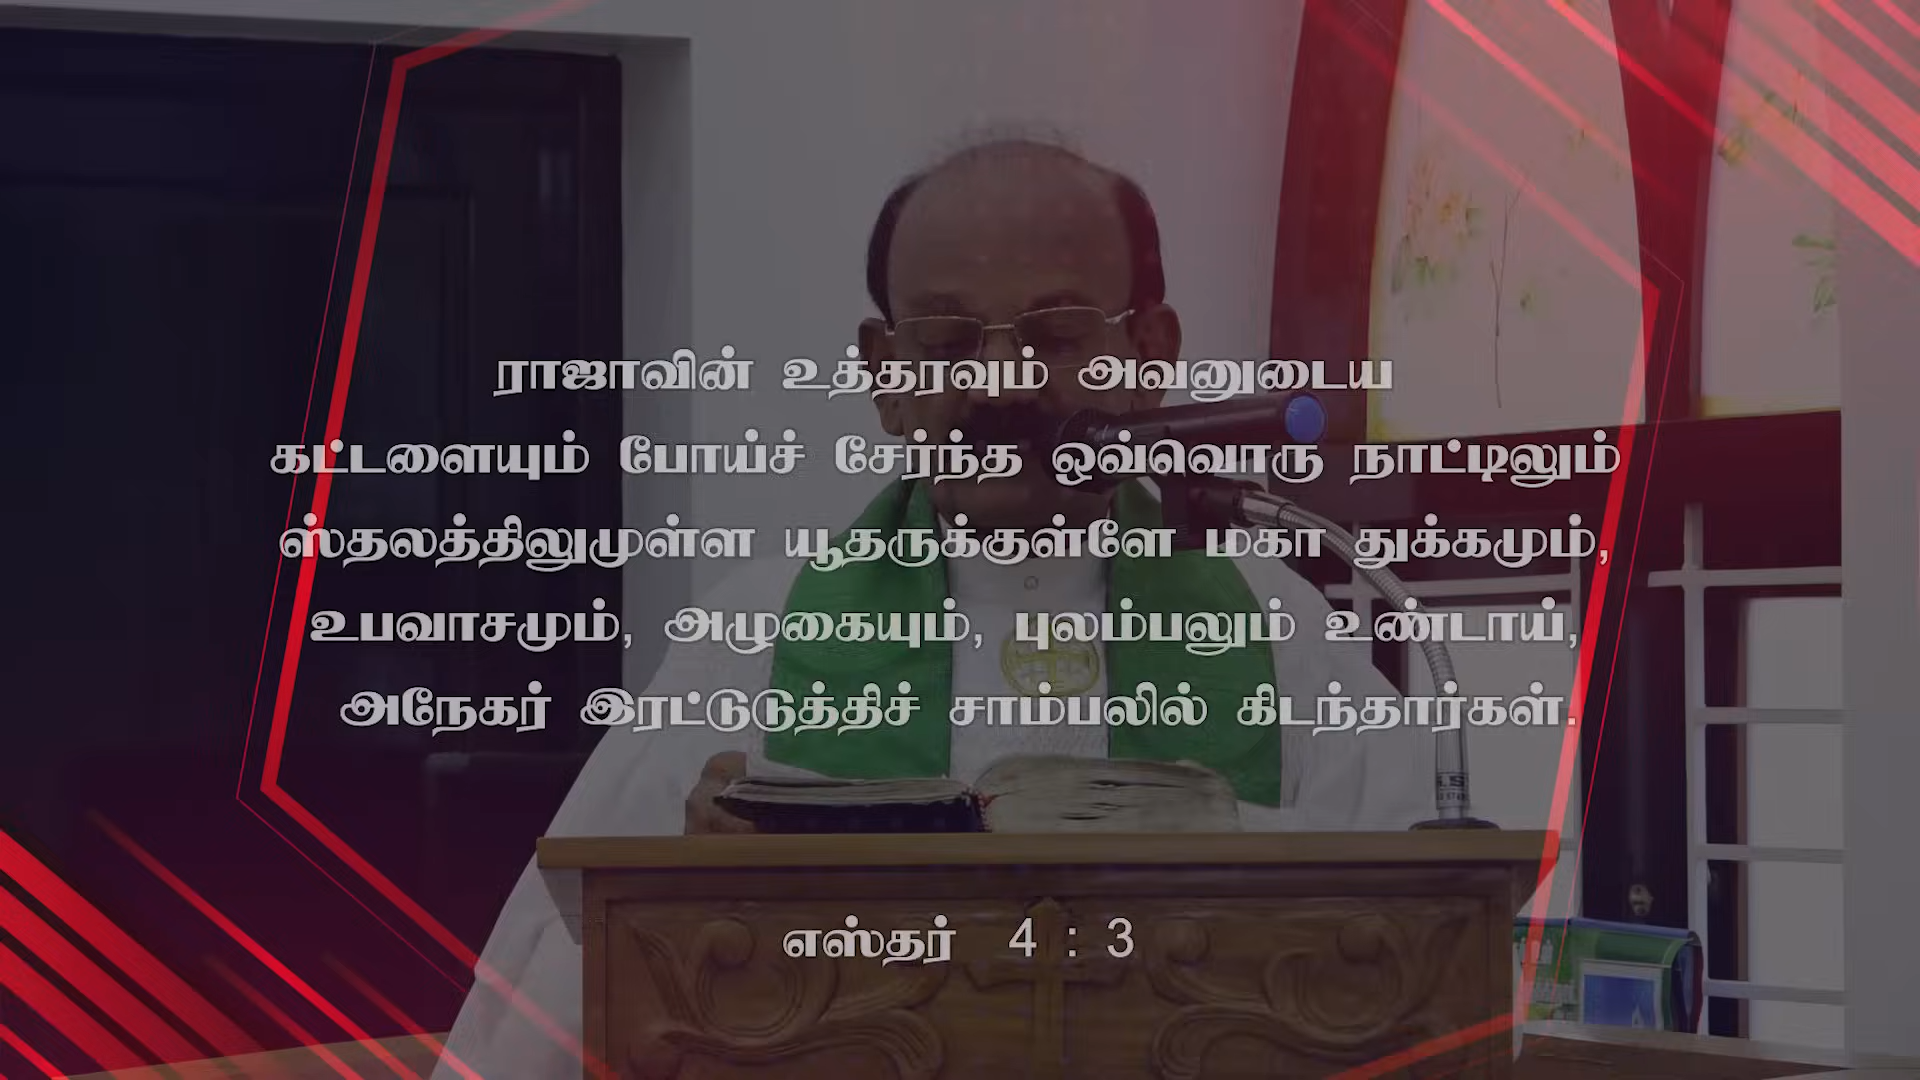 ராஜாவின் உத்தரவும் அவனுடைய
கட்டளையும் போய்ச் சேர்ந்த ஒவ்வொரு நாட்டிலும்
ஸ்தலத்திலுமுள்ள யூதருக்குள்ளே மகா துக்கமும்,
உபவாசமும், அழுகையும், புலம்பலும் உண்டாய்,
அநேகர் இரட்டுடுத்திச் சாம்பலில் கிடந்தார்கள்.
எஸ்தர் 4 : 3